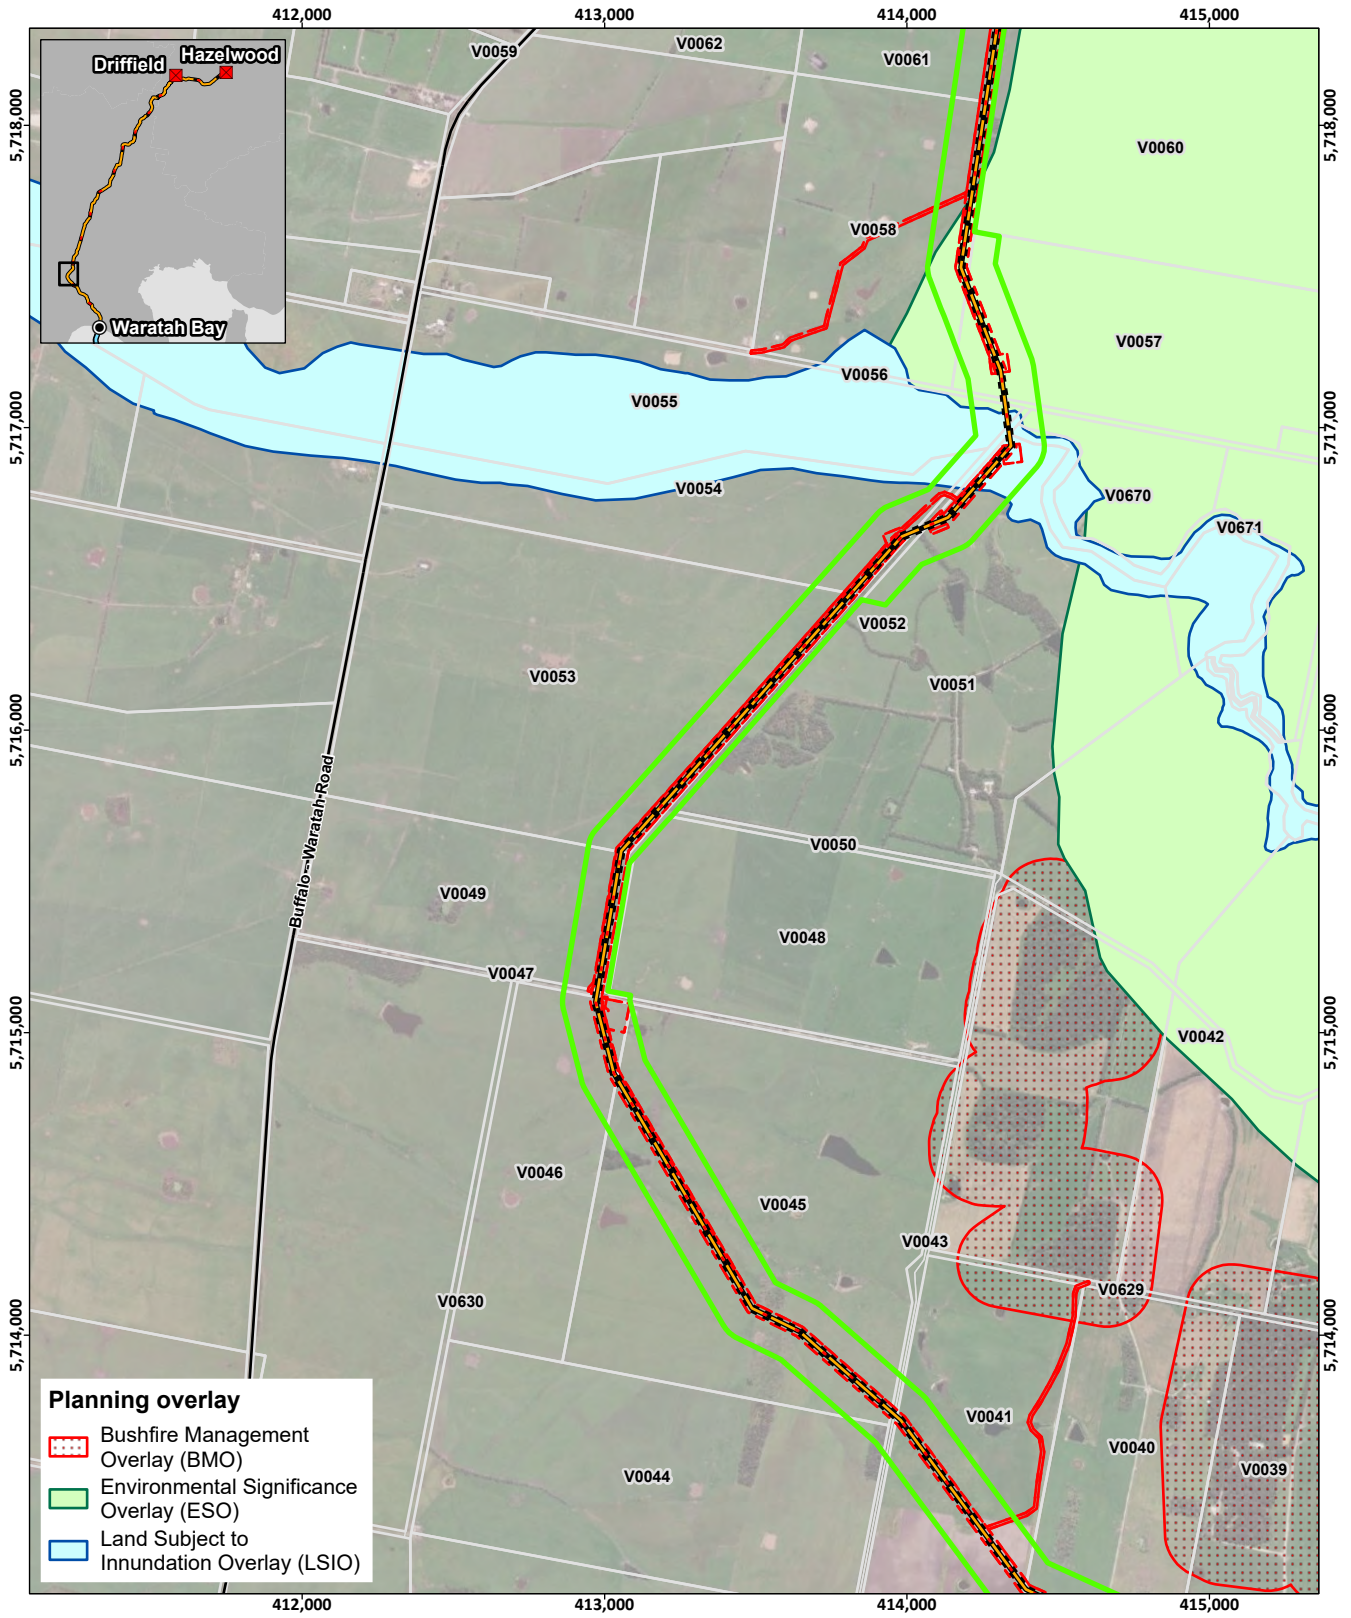 412,000
413,000
414,000
415,000
V0059
V0062
V0061
Driffield
Hazelwood
5,718,000
5,718,000
V0060
V0058
Waratah Bay
V0057
V0056
V0055
5,717,000
5,717,000
V0054
V0670
V0671
V0052
V0053
V0051
5,716,000
5,716,000
Buffalo--Waratah-Road
V0050
V0049
V0048
V0047
5,715,000
5,715,000
V0042
V0046
V0045
V0043
V0629
V0630
5,714,000
5,714,000
V0041
V0040
V0039
V0044
Planning overlay
Bushfire Management
Overlay (BMO)
Environmental Significance
Overlay (ESO)
Land Subject to
Innundation Overlay (LSIO)
412,000
413,000
414,000
415,000